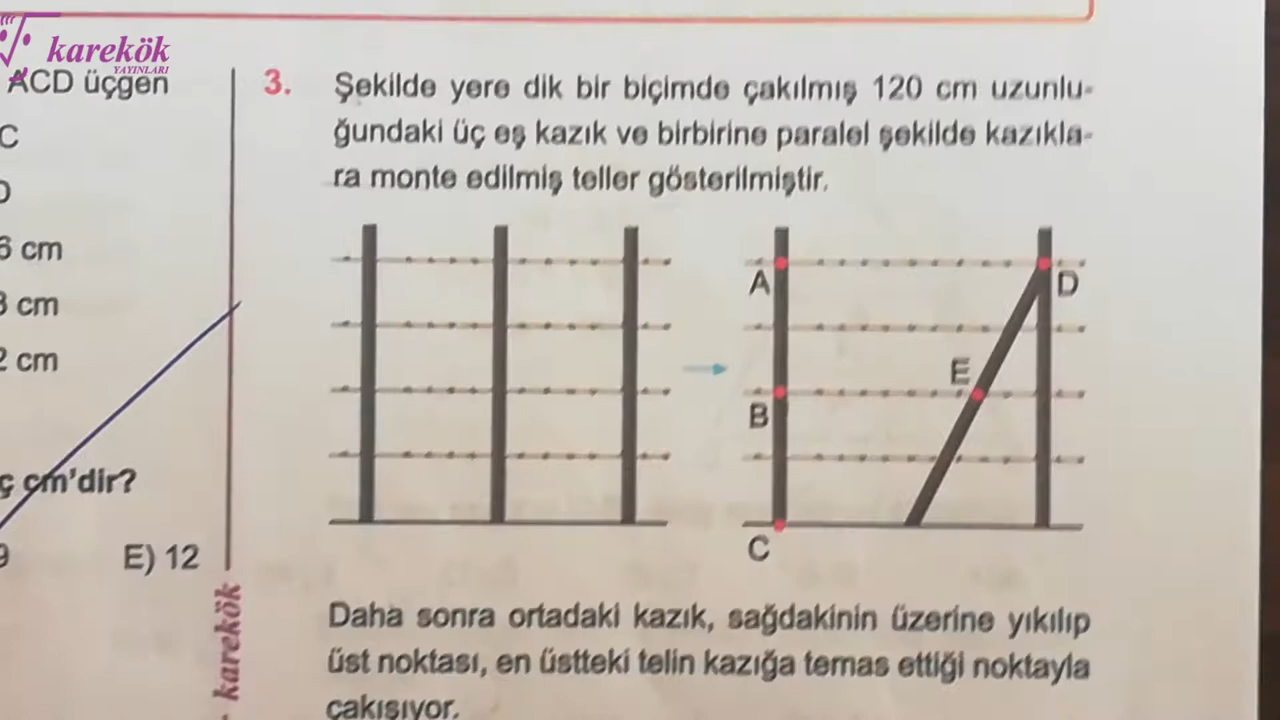 karekök
YAYINLARI
ACD üçgen
C
6 cm
3 cm
2 cm
ç cm'dir?
9
E) 12
karekök
3. Şekilde yere dik bir biçimde çakılmış 120 cm uzunlu-
ğundaki üç eş kazık ve birbirine paralel şekilde kazıkla-
ra monte edilmiş teller gösterilmiştir.
A
D
E
B
C
Daha sonra ortadaki kazık, sağdakinin üzerine yıkılıp
üst noktası, en üstteki telin kazığa temas ettiği noktayla
çakışıyor.